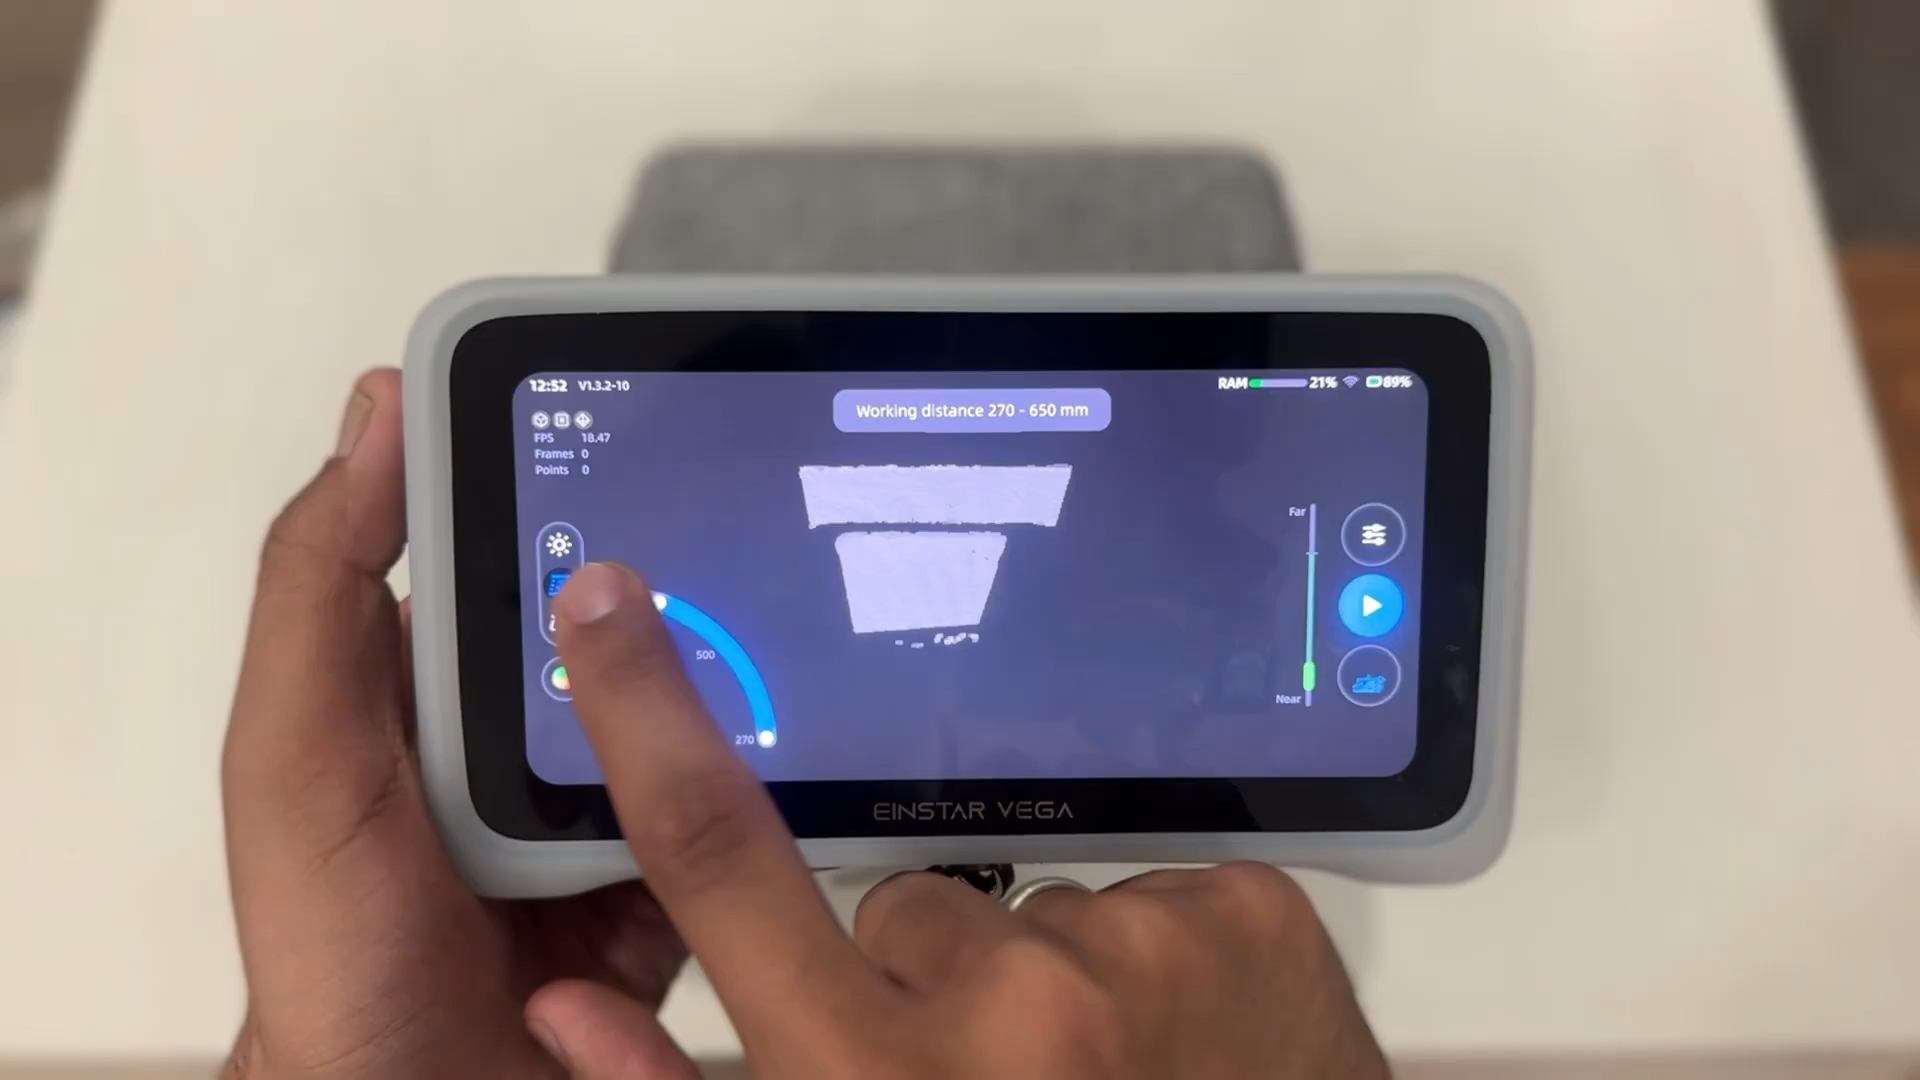 12:52 V1.3.2-10
RAM 21% 89%
Working distance 270 - 650 mm
FPS 18.47
Frames 0
Points 0
Far
500
Near
270
EINSTAR VEGA